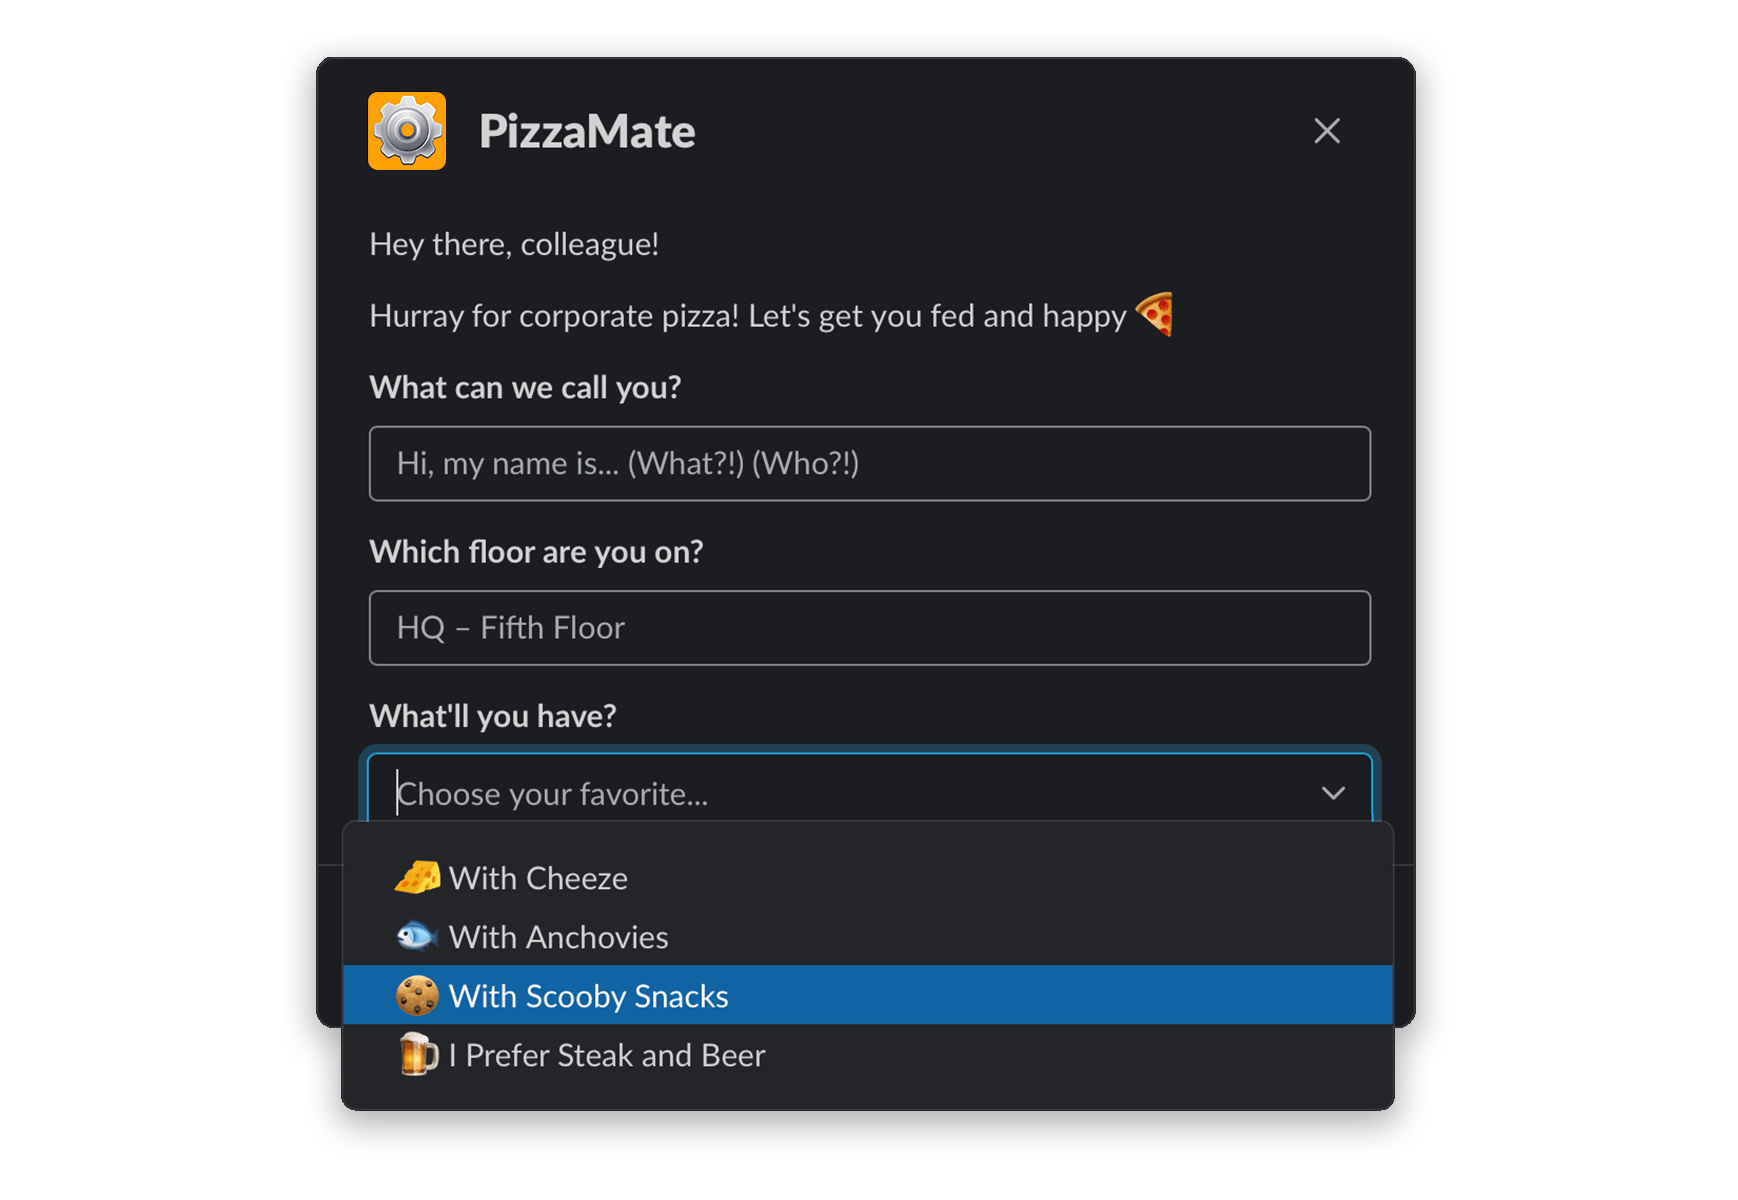 PizzaMate
Hey there, colleague!
Hurray for corporate pizza! Let's get you fed and happy 🍕
What can we call you?
Hi, my name is... (What?!) (Who?!)
Which floor are you on?
HQ – Fifth Floor
What'll you have?
Choose your favorite...
🧀 With Cheeze
🐟 With Anchovies
🍪 With Scooby Snacks
🍺 I Prefer Steak and Beer